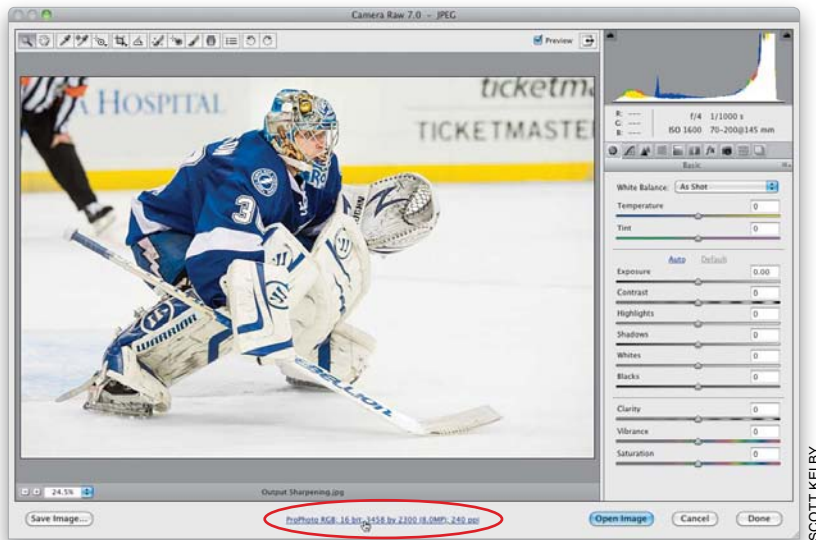 Camera Raw 7.0 - JPEG
Preview
HOSPITAL
ticketm
TICKETMASTE
WARRIOR
R: ---
G: ---
B: ---
f/4 1/1000 s
ISO 1600 70-200@145 mm
Basic
White Balance: As Shot
Temperature 0
Tint 0
Auto Default
Exposure 0.00
Contrast 0
Highlights 0
Shadows 0
Whites 0
Blacks 0
Clarity 0
Vibrance 0
Saturation 0
24.5%
Output Sharpening.jpg
Save Image...
ProPhoto RGB; 16 bit; 3458 by 2300 (8.0MP); 240 ppi
Open Image
Cancel
Done
SCOTT KELBY